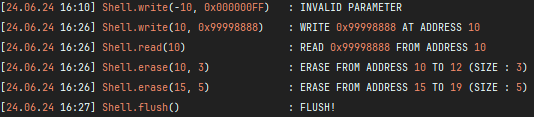 [24.06.24 16:10] Shell.write(-10, 0x000000FF) : INVALID PARAMETER
[24.06.24 16:26] Shell.write(10, 0x99998888) : WRITE 0x99998888 AT ADDRESS 10
[24.06.24 16:26] Shell.read(10) : READ 0x99998888 FROM ADDRESS 10
[24.06.24 16:26] Shell.erase(10, 3) : ERASE FROM ADDRESS 10 TO 12 (SIZE : 3)
[24.06.24 16:26] Shell.erase(15, 5) : ERASE FROM ADDRESS 15 TO 19 (SIZE : 5)
[24.06.24 16:27] Shell.flush() : FLUSH!